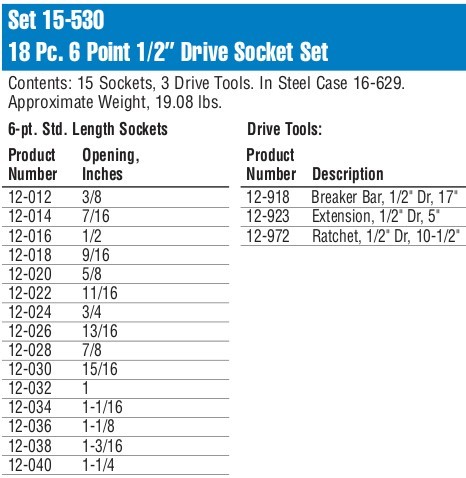 Set 15-530
18 Pc. 6 Point 1/2″ Drive Socket Set
Contents: 15 Sockets, 3 Drive Tools. In Steel Case 16-629.
Approximate Weight, 19.08 lbs.
6-pt. Std. Length Sockets
Product Opening,
Number Inches
12-012 3/8
12-014 7/16
12-016 1/2
12-018 9/16
12-020 5/8
12-022 11/16
12-024 3/4
12-026 13/16
12-028 7/8
12-030 15/16
12-032 1
12-034 1-1/16
12-036 1-1/8
12-038 1-3/16
12-040 1-1/4
Drive Tools:
Product
Number Description
12-918 Breaker Bar, 1/2" Dr, 17"
12-923 Extension, 1/2" Dr, 5"
12-972 Ratchet, 1/2" Dr, 10-1/2"